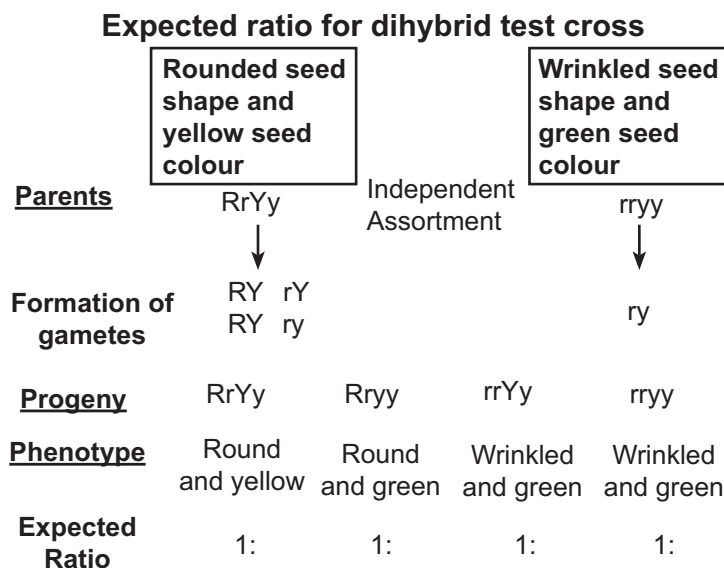 Expected ratio for dihybrid test cross
Rounded seed
shape and
yellow seed
colour
Wrinkled seed
shape and
green seed
colour
Parents
RrYy
Independent
Assortment
rryy
Formation of
gametes
RY rY
RY ry
ry
Progeny
RrYy
Rryy
rrYy
rryy
Phenotype
Round
and yellow
Round
and green
Wrinkled
and green
Wrinkled
and green
Expected
Ratio
1:
1:
1:
1: